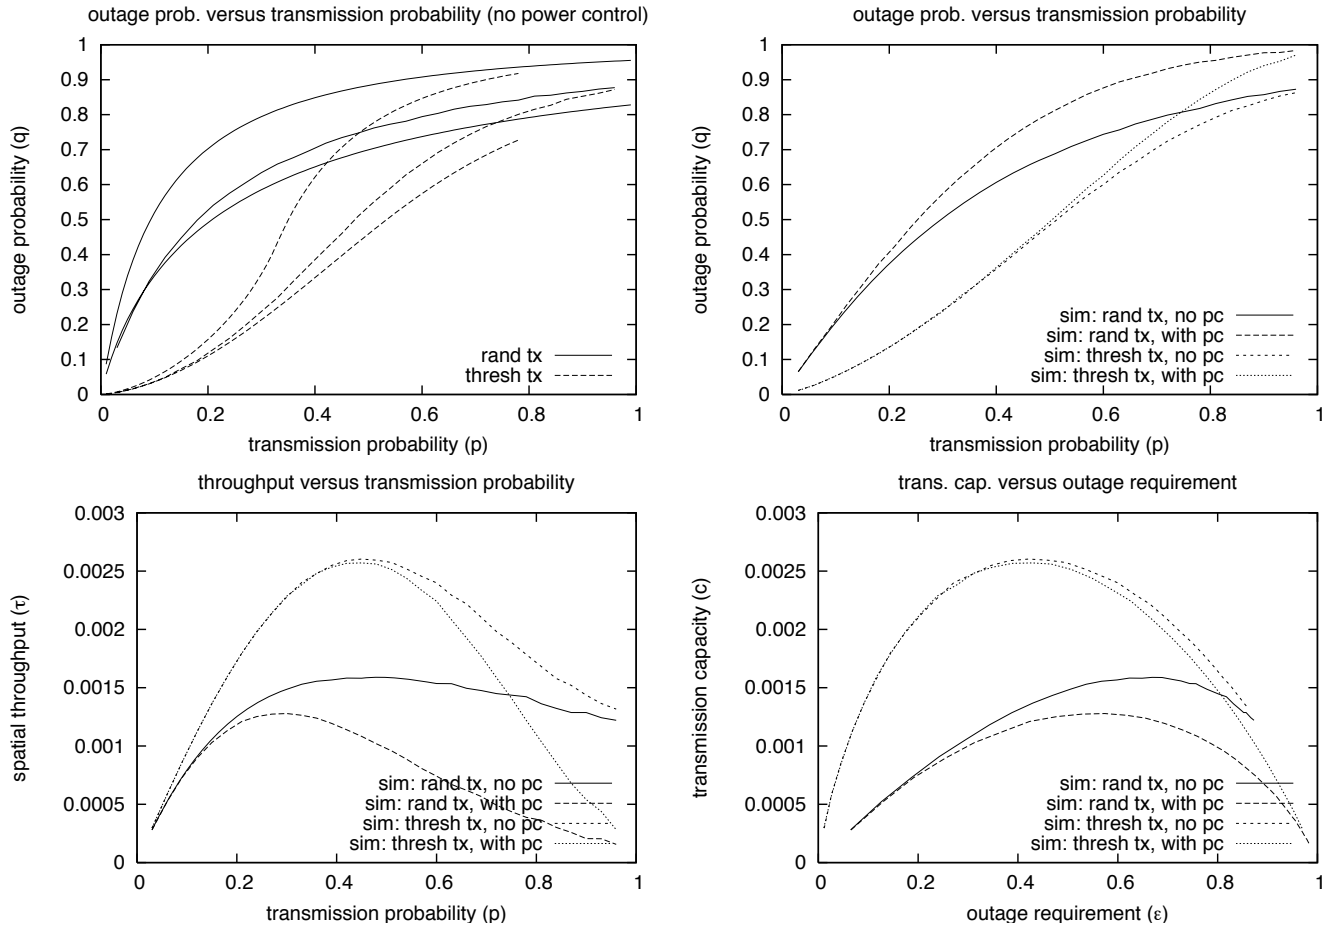 outage prob. versus transmission probability (no power control)
1
0.9
0.8
0.7
0.6
0.5
0.4
0.3
0.2
0.1
0
outage probability (q)
rand tx
thresh tx
0 0.2 0.4 0.6 0.8 1
transmission probability (p)
outage prob. versus transmission probability
1
0.9
0.8
0.7
0.6
0.5
0.4
0.3
0.2
0.1
0
outage probability (q)
sim: rand tx, no pc
sim: rand tx, with pc
sim: thresh tx, no pc
sim: thresh tx, with pc
0 0.2 0.4 0.6 0.8 1
transmission probability (p)
throughput versus transmission probability
0.003
0.0025
0.002
0.0015
0.001
0.0005
0
spatial throughput (τ)
sim: rand tx, no pc
sim: rand tx, with pc
sim: thresh tx, no pc
sim: thresh tx, with pc
0 0.2 0.4 0.6 0.8 1
transmission probability (p)
trans. cap. versus outage requirement
0.003
0.0025
0.002
0.0015
0.001
0.0005
0
transmission capacity (c)
sim: rand tx, no pc
sim: rand tx, with pc
sim: thresh tx, no pc
sim: thresh tx, with pc
0 0.2 0.4 0.6 0.8 1
outage requirement (ε)